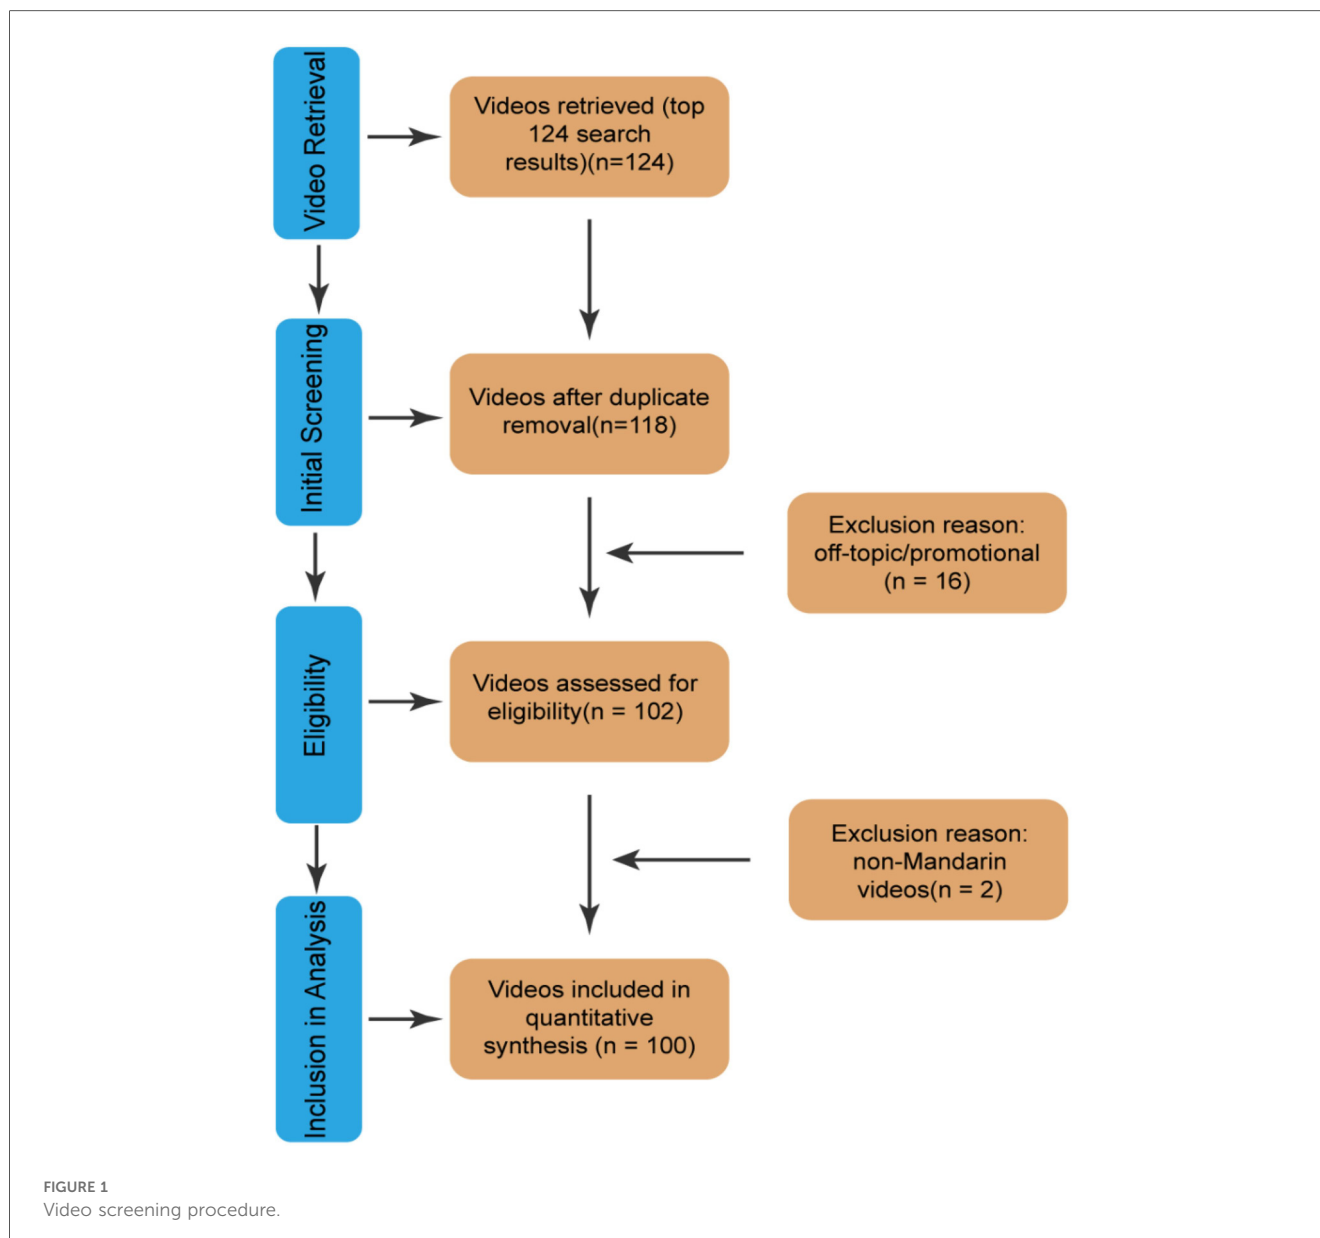 Video Retrieval
Videos retrieved (top
124 search
results)(n=124)
Initial Screening
Videos after duplicate
removal(n=118)
Exclusion reason:
off-topic/promotional
(n = 16)
Eligibility
Videos assessed for
eligibility(n = 102)
Exclusion reason:
non-Mandarin
videos(n = 2)
Inclusion in Analysis
Videos included in
quantitative
synthesis (n = 100)
FIGURE 1
Video screening procedure.